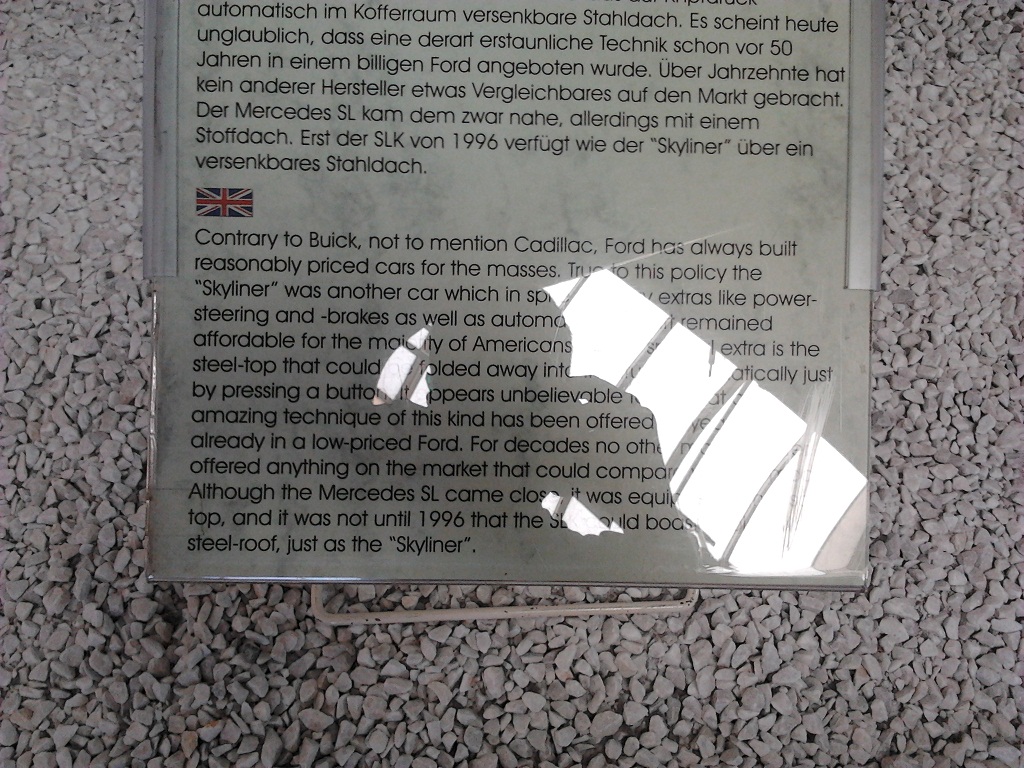 automatisch im Kofferraum versenkbare Stahldach. Es scheint heute
unglaublich, dass eine derart erstaunliche Technik schon vor 50
Jahren in einem billigen Ford angeboten wurde. Über Jahrzehnte hat
kein anderer Hersteller etwas Vergleichbares auf den Markt gebracht.
Der Mercedes SL kam dem zwar nahe, allerdings mit einem
Stoffdach. Erst der SLK von 1996 verfügt wie der "Skyliner" über ein
versenkbares Stahldach.
Contrary to Buick, not to mention Cadillac, Ford has always built
reasonably priced cars for the masses. True to this policy the
"Skyliner" was another car which in extras like power-
steering and -brakes as well as remained
affordable for the majority of Americans extra is the
steel-top that could folded away just
by pressing a button. It appears unbelievable
amazing technique of this kind has been offered
already in a low-priced Ford. For decades no
offered anything on the market that could
Although the Mercedes SL came close, it was
top, and it was not until 1996 that the could
steel-roof, just as the "Skyliner".